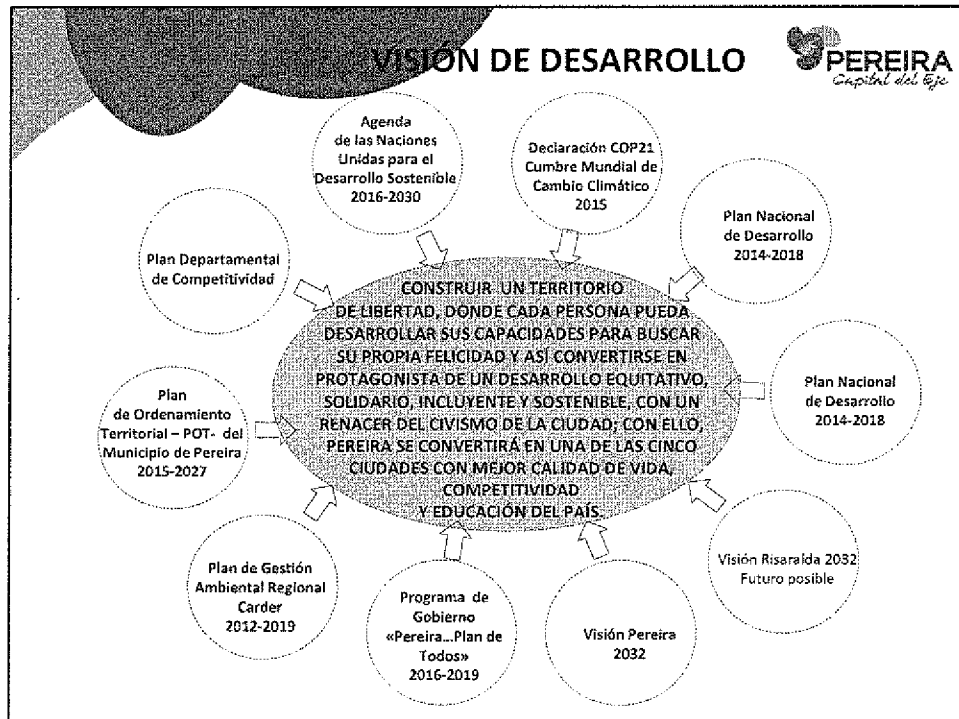 VISIÓN DE DESARROLLO
PEREIRA
Capital del Eje
Agenda
de las Naciones
Unidas para el
Desarrollo Sostenible
2016-2030
Declaración COP21
Cumbre Mundial de
Cambio Climático
2015
Plan Nacional
de Desarrollo
2014-2018
Plan Departamental
de Competitividad
CONSTRUIR UN TERRITORIO
DE LIBERTAD, DONDE CADA PERSONA PUEDA
DESARROLLAR SUS CAPACIDADES PARA BUSCAR
SU PROPIA FELICIDAD Y ASÍ CONVERTIRSE EN
PROTAGONISTA DE UN DESARROLLO EQUITATIVO,
SOLIDARIO, INCLUYENTE Y SOSTENIBLE, CON UN
RENACER DEL CIVISMO DE LA CIUDAD; CON ELLO,
PEREIRA SE CONVERTIRÁ EN UNA DE LAS CINCO
CIUDADES CON MEJOR CALIDAD DE VIDA,
COMPETITIVIDAD
Y EDUCACIÓN DEL PAÍS.
Plan Nacional
de Desarrollo
2014-2018
Plan
de Ordenamiento
Territorial – POT- del
Municipio de Pereira
2015-2027
Plan de Gestión
Ambiental Regional
Carder
2012-2019
Programa de
Gobierno
«Pereira...Plan de
Todos»
2016-2019
Visión Pereira
2032
Visión Risaralda 2032
Futuro posible